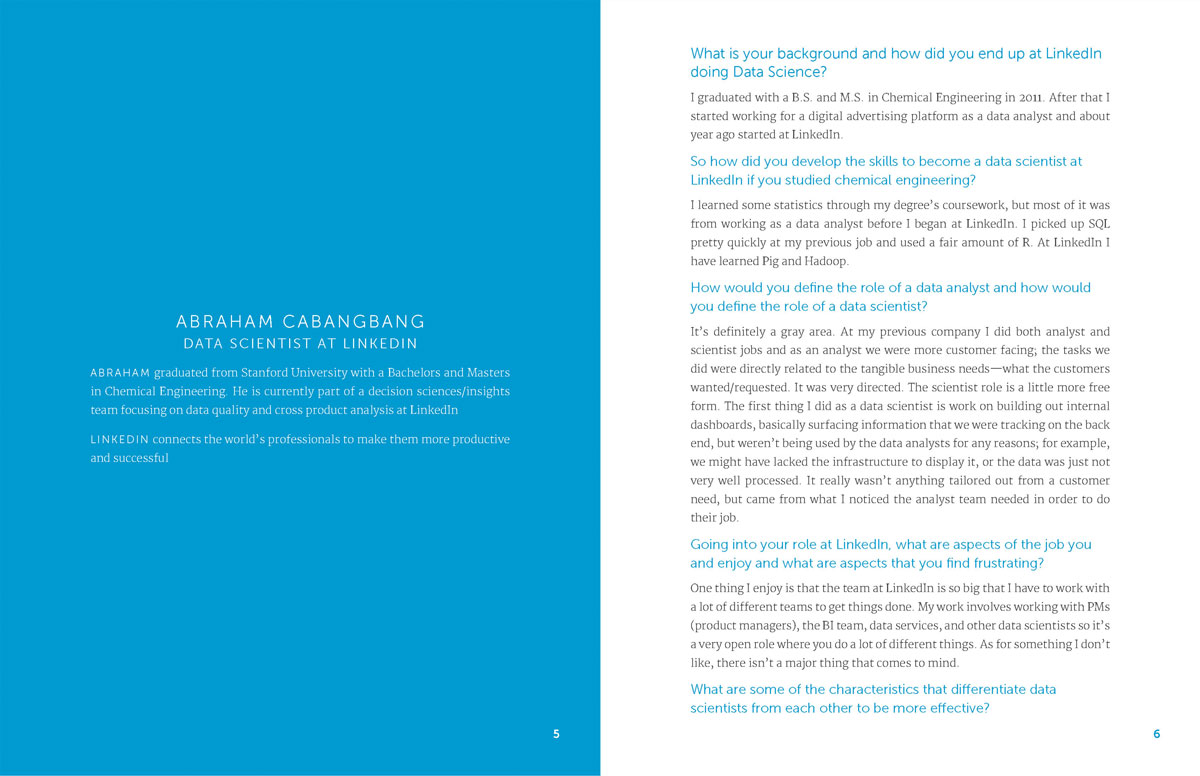 ABRAHAM CABANGBANG
DATA SCIENTIST AT LINKEDIN
ABRAHAM graduated from Stanford University with a Bachelors and Masters
in Chemical Engineering. He is currently part of a decision sciences/insights
team focusing on data quality and cross product analysis at LinkedIn
LINKEDIN connects the world's professionals to make them more productive
and successful
5
What is your background and how did you end up at LinkedIn
doing Data Science?
I graduated with a B.S. and M.S. in Chemical Engineering in 2011. After that I
started working for a digital advertising platform as a data analyst and about
year ago started at LinkedIn.
So how did you develop the skills to become a data scientist at
LinkedIn if you studied chemical engineering?
I learned some statistics through my degree's coursework, but most of it was
from working as a data analyst before I began at LinkedIn. I picked up SQL
pretty quickly at my previous job and used a fair amount of R. At LinkedIn I
have learned Pig and Hadoop.
How would you define the role of a data analyst and how would
you define the role of a data scientist?
It's definitely a gray area. At my previous company I did both analyst and
scientist jobs and as an analyst we were more customer facing; the tasks we
did were directly related to the tangible business needs—what the customers
wanted/requested. It was very directed. The scientist role is a little more free
form. The first thing I did as a data scientist is work on building out internal
dashboards, basically surfacing information that we were tracking on the back
end, but weren't being used by the data analysts for any reasons; for example,
we might have lacked the infrastructure to display it, or the data was just not
very well processed. It really wasn't anything tailored out from a customer
need, but came from what I noticed the analyst team needed in order to do
their job.
Going into your role at LinkedIn, what are aspects of the job you
and enjoy and what are aspects that you find frustrating?
One thing I enjoy is that the team at LinkedIn is so big that I have to work with
a lot of different teams to get things done. My work involves working with PMs
(product managers), the BI team, data services, and other data scientists so it's
a very open role where you do a lot of different things. As for something I don't
like, there isn't a major thing that comes to mind.
What are some of the characteristics that differentiate data
scientists from each other to be more effective?
6